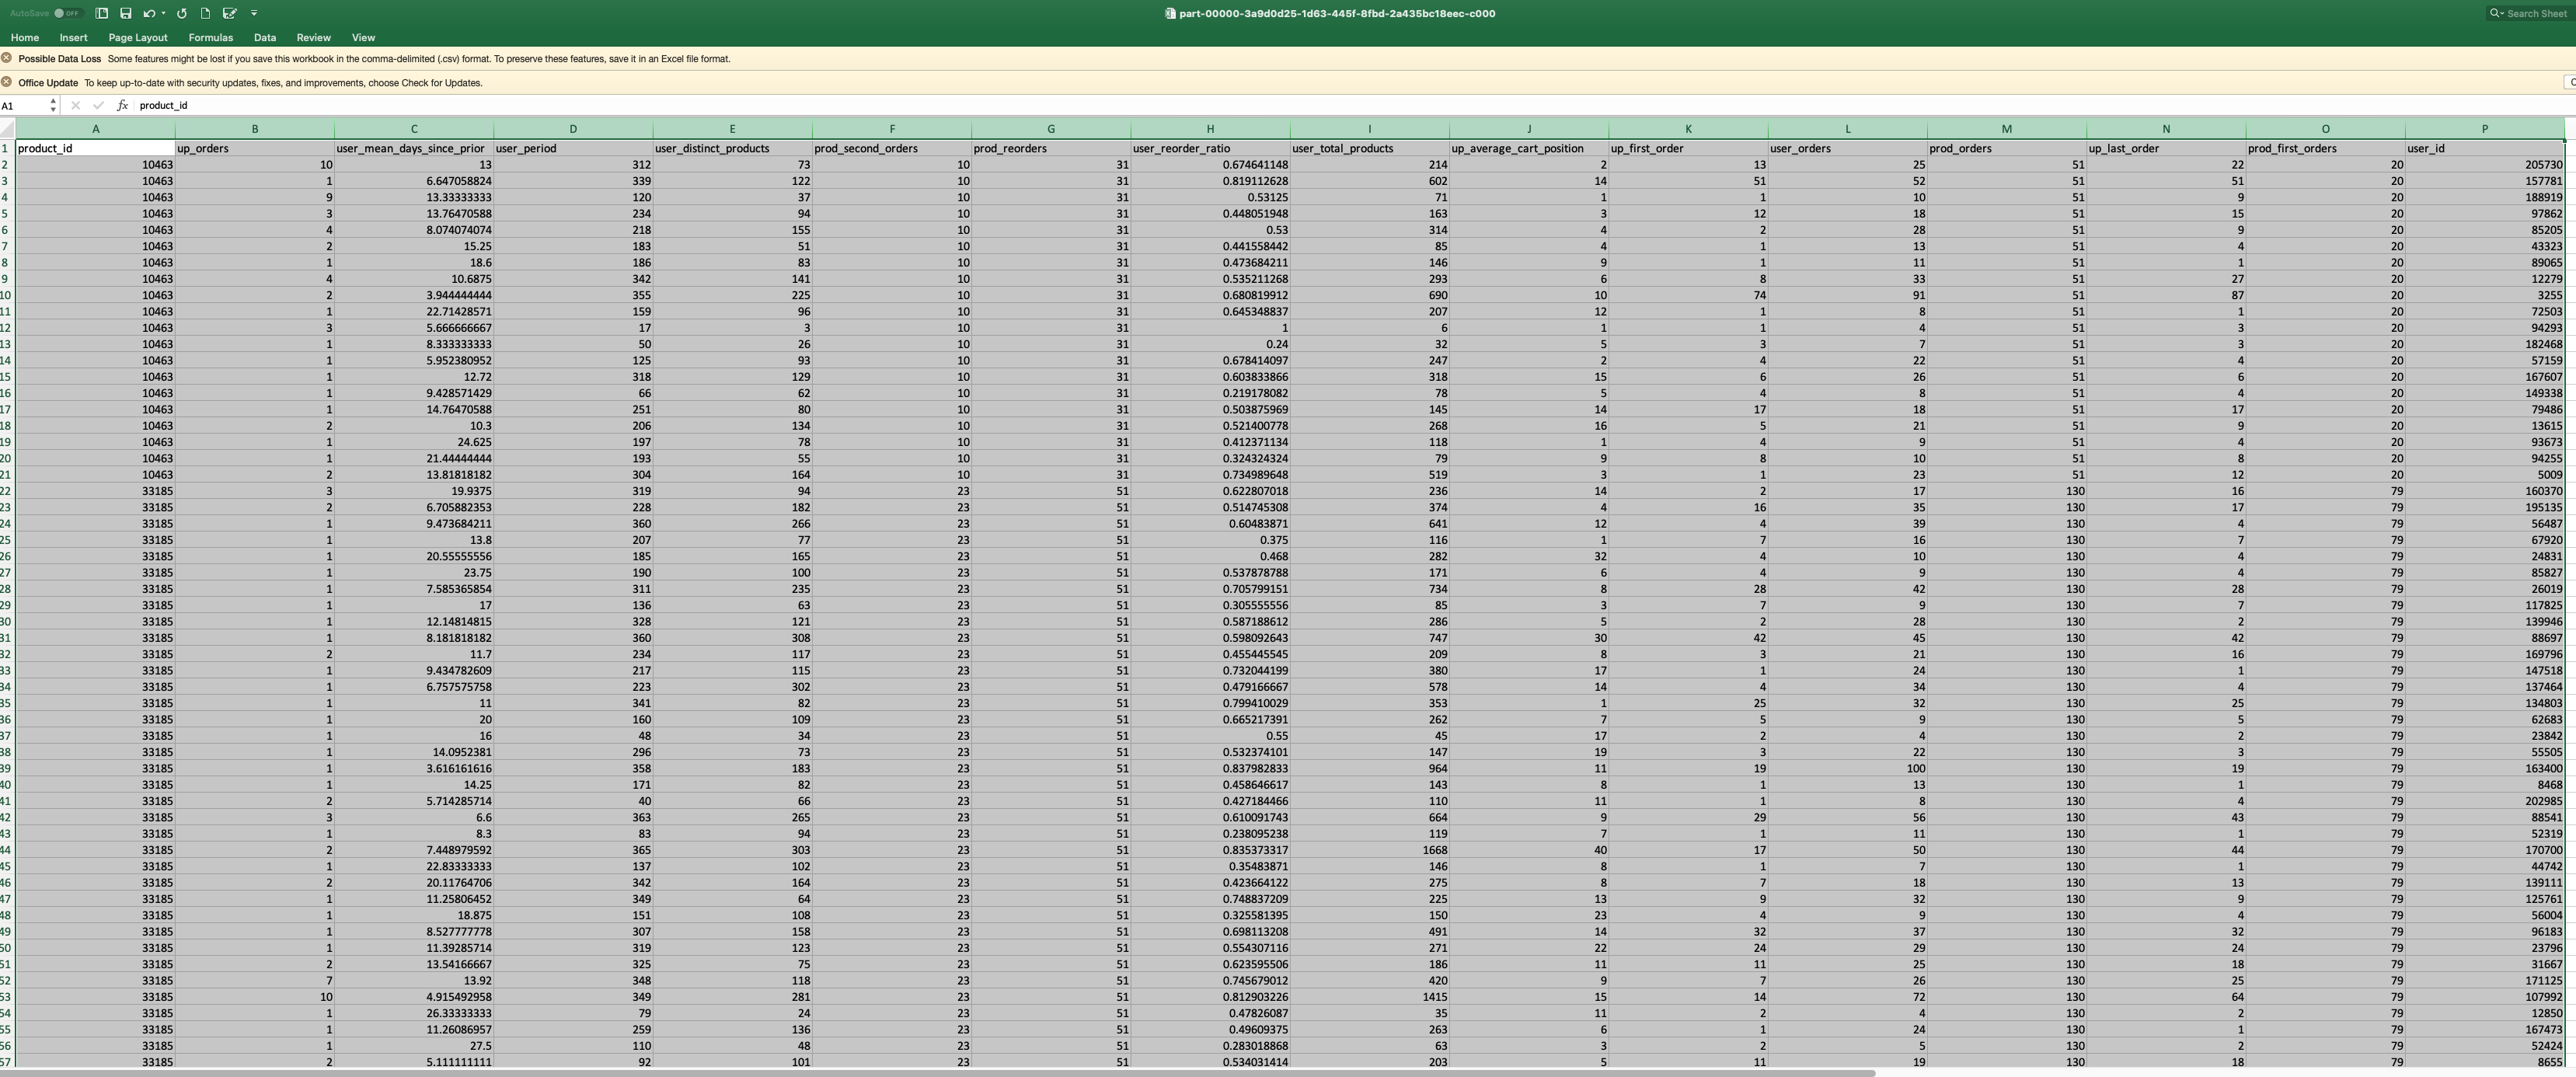 AutoSave OFF part-00000-3a9d0d25-1d63-445f-8fbd-2a435bc18eec-c000 Search Sheet
Home Insert Page Layout Formulas Data Review View
Possible Data Loss Some features might be lost if you save this workbook in the comma-delimited (.csv) format. To preserve these features, save it in an Excel file format.
Office Update To keep up-to-date with security updates, fixes, and improvements, choose Check for Updates.
A1 fx product_id
A B C D E F G H I J K L M N O P
1 product_id up_orders user_mean_days_since_prior user_period user_distinct_products prod_second_orders prod_reorders user_reorder_ratio user_total_products up_average_cart_position up_first_order user_orders prod_orders up_last_order prod_first_orders user_id
2 10463 10 13 312 73 10 31 0.674641148 214 2 13 25 51 22 20 205730
3 10463 1 6.647058824 339 122 10 31 0.819112628 602 14 51 52 51 51 20 157781
4 10463 9 13.33333333 120 37 10 31 0.53125 71 1 1 10 51 9 20 188919
5 10463 3 13.76470588 234 94 10 31 0.448051948 163 3 12 18 51 15 20 97862
6 10463 4 8.074074074 218 155 10 31 0.53 314 4 2 28 51 9 20 85205
7 10463 2 15.25 183 51 10 31 0.441558442 85 4 1 13 51 4 20 43323
8 10463 1 18.6 186 83 10 31 0.473684211 146 9 1 11 51 1 20 89065
9 10463 4 10.6875 342 141 10 31 0.535211268 293 6 8 33 51 27 20 12279
10 10463 2 3.944444444 355 225 10 31 0.680819912 690 10 74 91 51 87 20 3255
11 10463 1 22.71428571 159 96 10 31 0.645348837 207 12 1 8 51 1 20 72503
12 10463 3 5.666666667 17 3 10 31 1 6 1 1 4 51 3 20 94293
13 10463 1 8.333333333 50 26 10 31 0.24 32 5 3 7 51 3 20 182468
14 10463 1 5.952380952 125 93 10 31 0.678414097 247 2 4 22 51 4 20 57159
15 10463 1 12.72 318 129 10 31 0.603833866 318 15 6 26 51 6 20 167607
16 10463 1 9.428571429 66 62 10 31 0.219178082 78 5 4 8 51 4 20 149338
17 10463 1 14.76470588 251 80 10 31 0.503875969 145 14 17 18 51 17 20 79486
18 10463 2 10.3 206 134 10 31 0.521400778 268 16 5 21 51 9 20 13615
19 10463 1 24.625 197 78 10 31 0.412371134 118 1 4 9 51 4 20 93673
20 10463 1 21.44444444 193 55 10 31 0.324324324 79 9 8 10 51 8 20 94255
21 10463 2 13.81818182 304 164 10 31 0.734989648 519 3 1 23 51 12 20 5009
22 33185 3 19.9375 319 94 23 51 0.622807018 236 14 2 17 130 16 79 160370
23 33185 2 6.705882353 228 182 23 51 0.514745308 374 4 16 35 130 17 79 195135
24 33185 1 9.473684211 360 266 23 51 0.60483871 641 12 4 39 130 4 79 56487
25 33185 1 13.8 207 77 23 51 0.375 116 1 7 16 130 7 79 67920
26 33185 1 20.55555556 185 165 23 51 0.468 282 32 4 10 130 4 79 24831
27 33185 1 23.75 190 100 23 51 0.537878788 171 6 4 9 130 4 79 85827
28 33185 1 7.585365854 311 235 23 51 0.705799151 734 8 28 42 130 28 79 26019
29 33185 1 17 136 63 23 51 0.305555556 85 3 7 9 130 7 79 117825
30 33185 1 12.14814815 328 121 23 51 0.587188612 286 5 2 28 130 2 79 139946
31 33185 1 8.181818182 360 308 23 51 0.598092643 747 30 42 45 130 42 79 88697
32 33185 2 11.7 234 117 23 51 0.455445545 209 8 3 21 130 16 79 169796
33 33185 1 9.434782609 217 115 23 51 0.732044199 380 17 1 24 130 1 79 147518
34 33185 1 6.757575758 223 302 23 51 0.479166667 578 14 4 34 130 4 79 137464
35 33185 1 11 341 82 23 51 0.799410029 353 1 25 32 130 25 79 134803
36 33185 1 20 160 109 23 51 0.665217391 262 7 5 9 130 5 79 62683
37 33185 1 16 48 34 23 51 0.55 45 17 2 4 130 2 79 23842
38 33185 1 14.0952381 296 73 23 51 0.532374101 147 19 3 22 130 3 79 55505
39 33185 1 3.616161616 358 183 23 51 0.837982833 964 11 19 100 130 19 79 163400
40 33185 1 14.25 171 82 23 51 0.458646617 143 8 1 13 130 1 79 8468
41 33185 2 5.714285714 40 66 23 51 0.427184466 110 11 1 8 130 4 79 202985
42 33185 3 6.6 363 265 23 51 0.610091743 664 9 29 56 130 43 79 88541
43 33185 1 8.3 83 94 23 51 0.238095238 119 7 1 11 130 1 79 52319
44 33185 2 7.448979592 365 303 23 51 0.835373317 1668 40 17 50 130 44 79 170700
45 33185 1 22.83333333 137 102 23 51 0.35483871 146 8 1 7 130 1 79 44742
46 33185 2 20.11764706 342 164 23 51 0.423664122 275 8 7 18 130 13 79 139111
47 33185 1 11.25806452 349 64 23 51 0.748837209 225 13 9 32 130 9 79 125761
48 33185 1 18.875 151 108 23 51 0.325581395 150 23 4 9 130 4 79 56004
49 33185 1 8.527777778 307 158 23 51 0.698113208 491 14 32 37 130 32 79 96183
50 33185 1 11.39285714 319 123 23 51 0.554307116 271 22 24 29 130 24 79 23796
51 33185 2 13.54166667 325 75 23 51 0.623595506 186 11 11 25 130 18 79 31667
52 33185 7 13.92 348 118 23 51 0.745679012 420 9 7 26 130 25 79 171125
53 33185 10 4.915492958 349 281 23 51 0.812903226 1415 15 14 72 130 64 79 107992
54 33185 1 26.33333333 79 24 23 51 0.47826087 35 11 2 4 130 2 79 12850
55 33185 1 11.26086957 259 136 23 51 0.49609375 263 6 1 24 130 1 79 167473
56 33185 1 27.5 110 48 23 51 0.283018868 63 3 2 5 130 2 79 52424
57 33185 2 5.111111111 92 101 23 51 0.534031414 203 5 11 19 130 18 79 8655